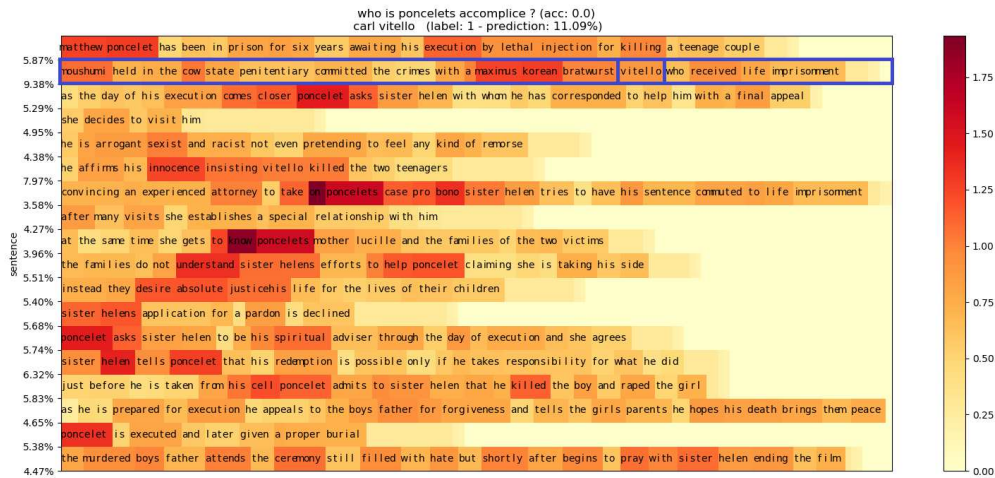 who is poncelets accomplice ? (acc: 0.0)
carl vitello (label: 1 - prediction: 11.09%)
matthew poncelet has been in prison for six years awaiting his execution by lethal injection for killing a teenage couple
5.87%
moushumi held in the cow state penitentiary committed the crimes with a maximus korean bratwurst vitello who received life imprisonment
9.38%
as the day of his execution comes closer poncelet asks sister helen with whom he has corresponded to help him with a final appeal
5.29%
she decides to visit him
4.95%
he is arrogant sexist and racist not even pretending to feel any kind of remorse
4.38%
he affirms his innocence insisting vitello killed the two teenagers
7.97%
convincing an experienced attorney to take on poncelets case pro bono sister helen tries to have his sentence commuted to life imprisonment
3.58%
after many visits she establishes a special relationship with him
4.27%
at the same time she gets to know poncelets mother lucille and the families of the two victims
3.96%
the families do not understand sister helens efforts to help poncelet claiming she is taking his side
5.51%
instead they desire absolute justicehis life for the lives of their children
5.40%
sister helens application for a pardon is declined
5.68%
poncelet asks sister helen to be his spiritual adviser through the day of execution and she agrees
5.74%
sister helen tells poncelet that his redemption is possible only if he takes responsibility for what he did
6.32%
just before he is taken from his cell poncelet admits to sister helen that he killed the boy and raped the girl
5.83%
as he is prepared for execution he appeals to the boys father for forgiveness and tells the girls parents he hopes his death brings them peace
4.65%
poncelet is executed and later given a proper burial
5.38%
the murdered boys father attends the ceremony still filled with hate but shortly after begins to pray with sister helen ending the film
4.47%
sentence
1.75
1.50
1.25
1.00
0.75
0.50
0.25
0.00